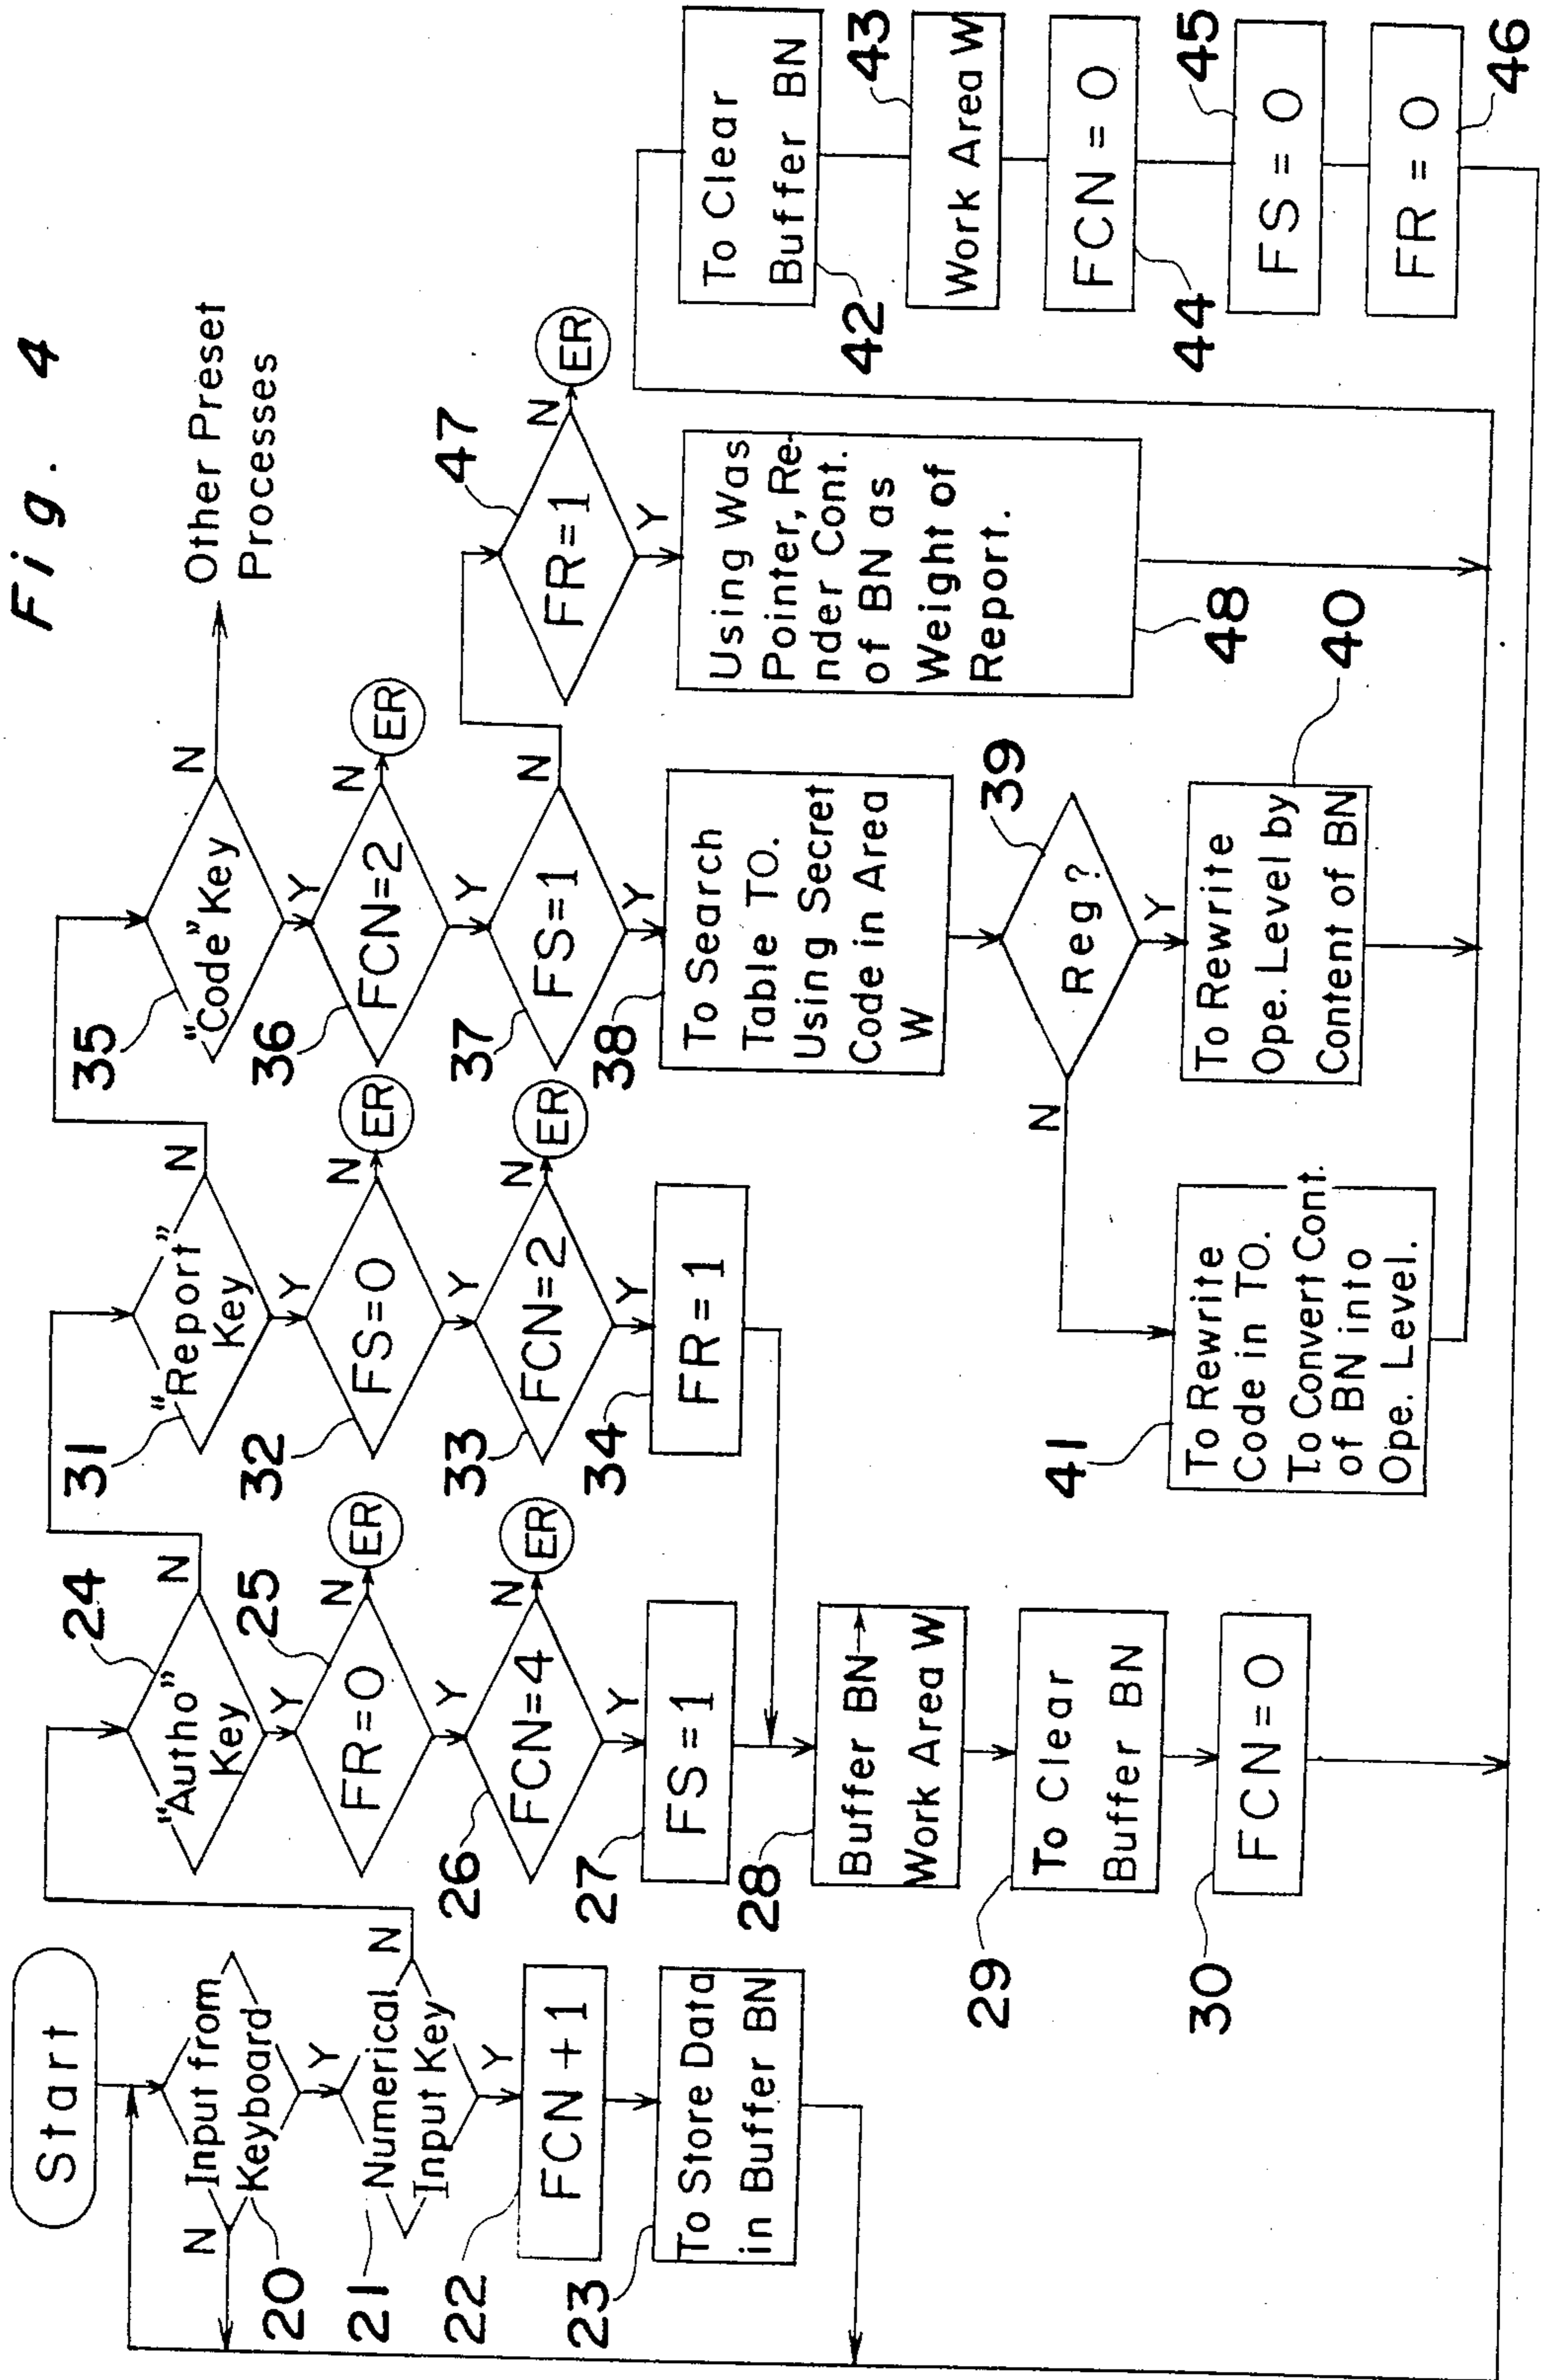 Fig. 4
Start
Input from
Keyboard
N
Y
20
Numerical
Input Key
N
Y
21
FCN + 1
22
To Store Data
in Buffer BN
23
"Autho"
Key
N
Y
24
FR = 0
N
ER
Y
25
FCN = 4
N
ER
Y
26
FS = 1
27
Buffer BN→
Work Area W
28
To Clear
Buffer BN
29
FCN = 0
30
"Report"
Key
N
Y
31
FS = 0
N
ER
Y
32
FCN = 2
N
ER
Y
33
FR = 1
34
"Code" Key
N
Y
35
Other Preset
Processes
FCN = 2
N
ER
Y
36
FS = 1
N
Y
37
To Search
Table TO.
Using Secret
Code in Area
W
38
Reg?
N
Y
39
To Rewrite
Ope. Level by
Content of BN
40
To Rewrite
Code in TO.
To Convert Cont.
of BN into
Ope. Level.
41
FR = 1
N
ER
Y
47
Using Was
Pointer, Re-
nder Cont.
of BN as
Weight of
Report.
48
To Clear
Buffer BN
42
Work Area W
43
FCN = 0
44
FS = 0
45
FR = 0
46